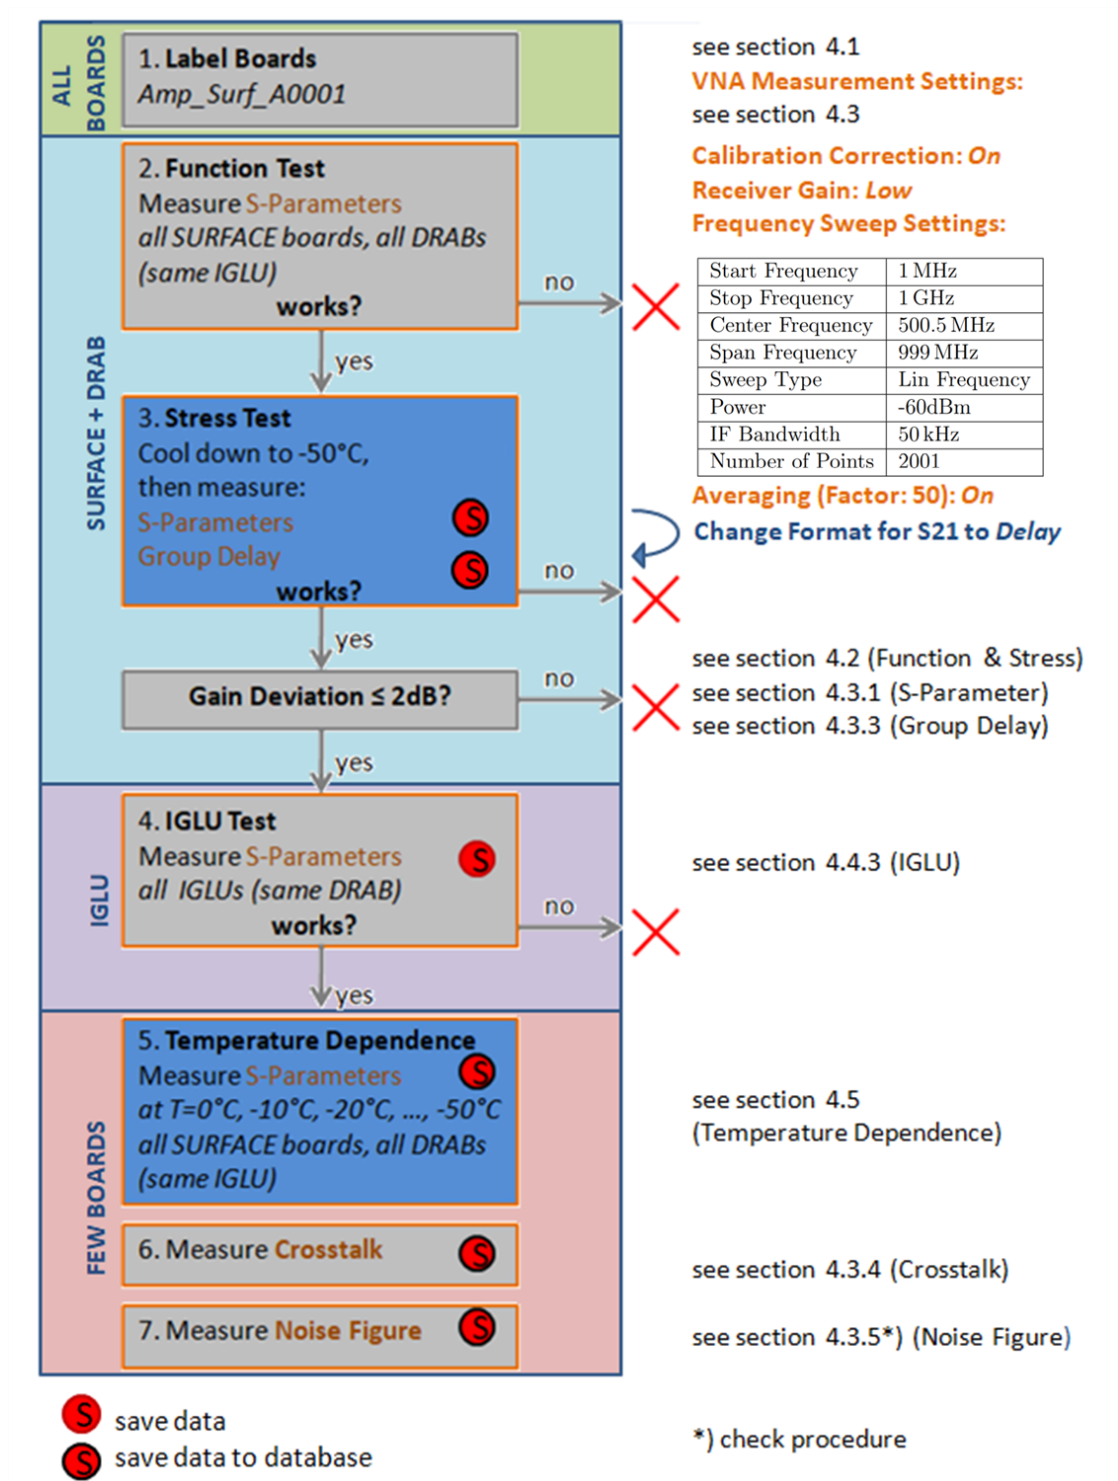 ALL
BOARDS
1. Label Boards
Amp_Surf_A0001
see section 4.1
VNA Measurement Settings:
see section 4.3
SURFACE + DRAB
2. Function Test
Measure S-Parameters
all SURFACE boards, all DRABs
(same IGLU)
works?
no
yes
Calibration Correction: On
Receiver Gain: Low
Frequency Sweep Settings:
Start Frequency 1 MHz
Stop Frequency 1 GHz
Center Frequency 500.5 MHz
Span Frequency 999 MHz
Sweep Type Lin Frequency
Power -60dBm
IF Bandwidth 50 kHz
Number of Points 2001
Averaging (Factor: 50): On
Change Format for S21 to Delay
3. Stress Test
Cool down to -50°C,
then measure:
S-Parameters
S
Group Delay
S
works?
no
yes
Gain Deviation ≤ 2dB?
no
yes
see section 4.2 (Function & Stress)
see section 4.3.1 (S-Parameter)
see section 4.3.3 (Group Delay)
IGLU
4. IGLU Test
Measure S-Parameters
S
all IGLUs (same DRAB)
works?
no
yes
see section 4.4.3 (IGLU)
FEW BOARDS
5. Temperature Dependence
Measure S-Parameters
S
at T=0°C, -10°C, -20°C, ..., -50°C
all SURFACE boards, all DRABs
(same IGLU)
see section 4.5
(Temperature Dependence)
6. Measure Crosstalk
S
see section 4.3.4 (Crosstalk)
7. Measure Noise Figure
S
see section 4.3.5*) (Noise Figure)
S save data
S save data to database
*) check procedure